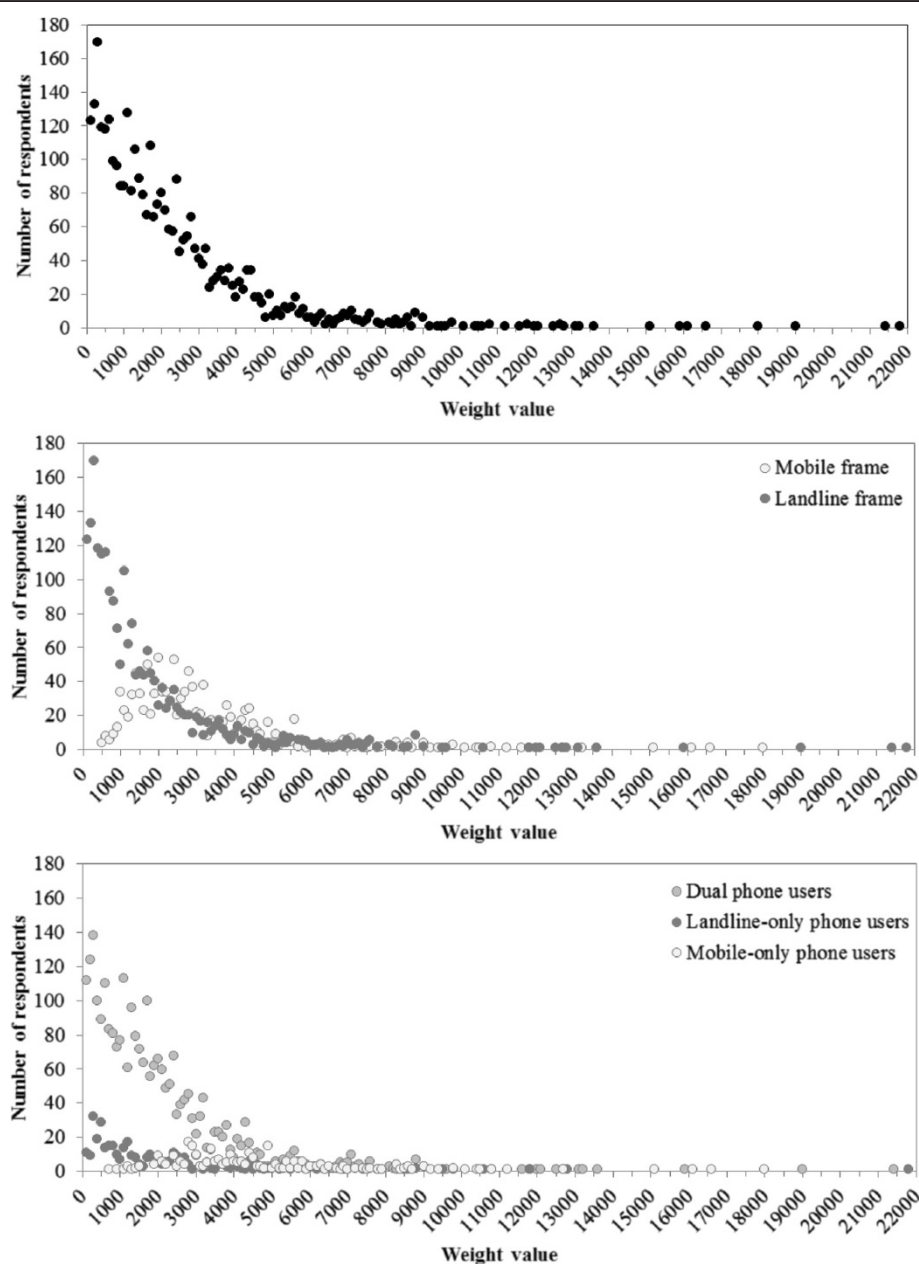 180
160
140
120
100
80
60
40
20
0
Number of respondents
0 1000 2000 3000 4000 5000 6000 7000 8000 9000 10000 11000 12000 13000 14000 15000 16000 17000 18000 19000 20000 21000 22000
Weight value
180
160
140
120
100
80
60
40
20
0
Number of respondents
Mobile frame
Landline frame
0 1000 2000 3000 4000 5000 6000 7000 8000 9000 10000 11000 12000 13000 14000 15000 16000 17000 18000 19000 20000 21000 22000
Weight value
180
160
140
120
100
80
60
40
20
0
Number of respondents
Dual phone users
Landline-only phone users
Mobile-only phone users
0 1000 2000 3000 4000 5000 6000 7000 8000 9000 10000 11000 12000 13000 14000 15000 16000 17000 18000 19000 20000 21000 22000
Weight value